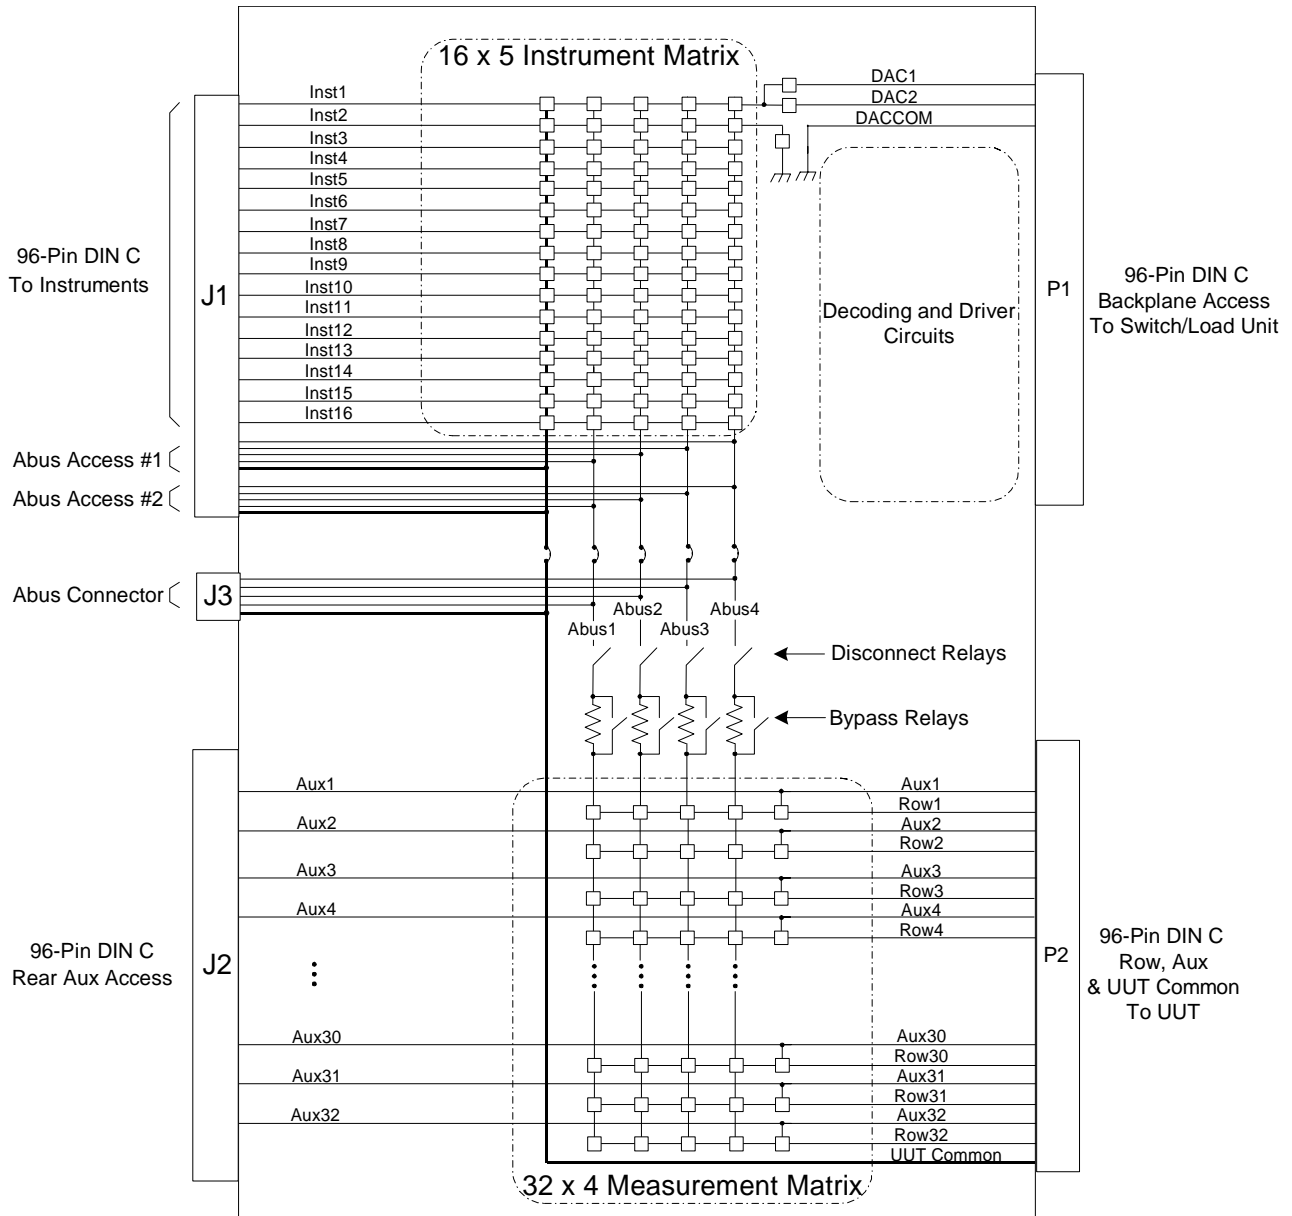 16 x 5 Instrument Matrix
DAC1
DAC2
DACCOM
Inst1
Inst2
Inst3
Inst4
Inst5
Inst6
Inst7
Inst8
Inst9
Inst10
Inst11
Inst12
Inst13
Inst14
Inst15
Inst16
96-Pin DIN C
To Instruments
J1
Decoding and Driver
Circuits
P1
96-Pin DIN C
Backplane Access
To Switch/Load Unit
Abus Access #1
Abus Access #2
Abus Connector
J3
Abus1
Abus2
Abus3
Abus4
Disconnect Relays
Bypass Relays
Aux1
Aux2
Aux3
Aux4
Aux30
Aux31
Aux32
96-Pin DIN C
Rear Aux Access
J2
Aux1
Row1
Aux2
Row2
Aux3
Row3
Aux4
Row4
Aux30
Row30
Aux31
Row31
Aux32
Row32
UUT Common
P2
96-Pin DIN C
Row, Aux
& UUT Common
To UUT
32 x 4 Measurement Matrix